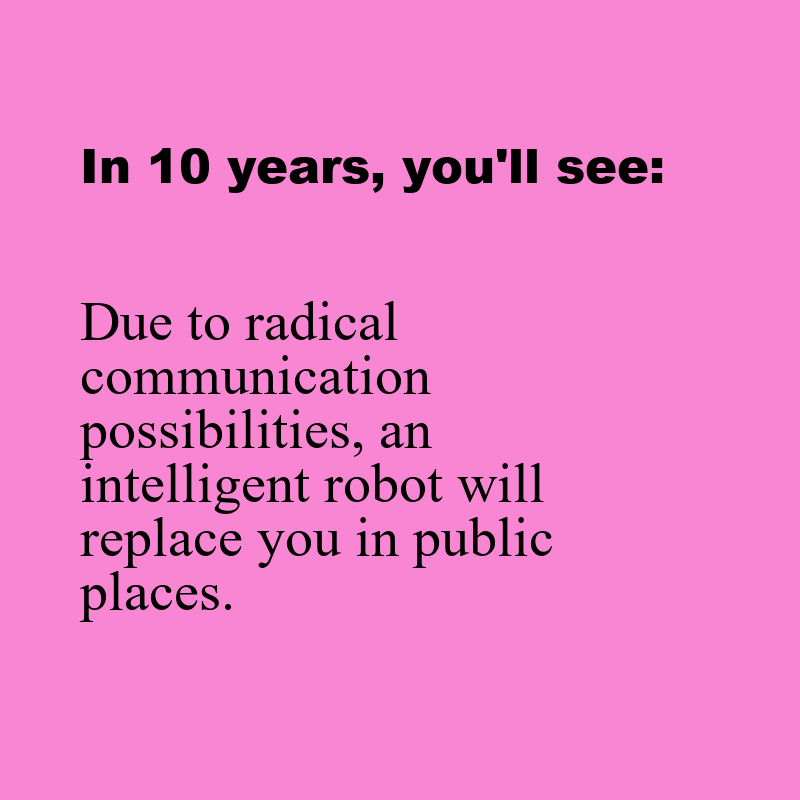 In 10 years, you'll see:
Due to radical
communication
possibilities, an
intelligent robot will
replace you in public
places.